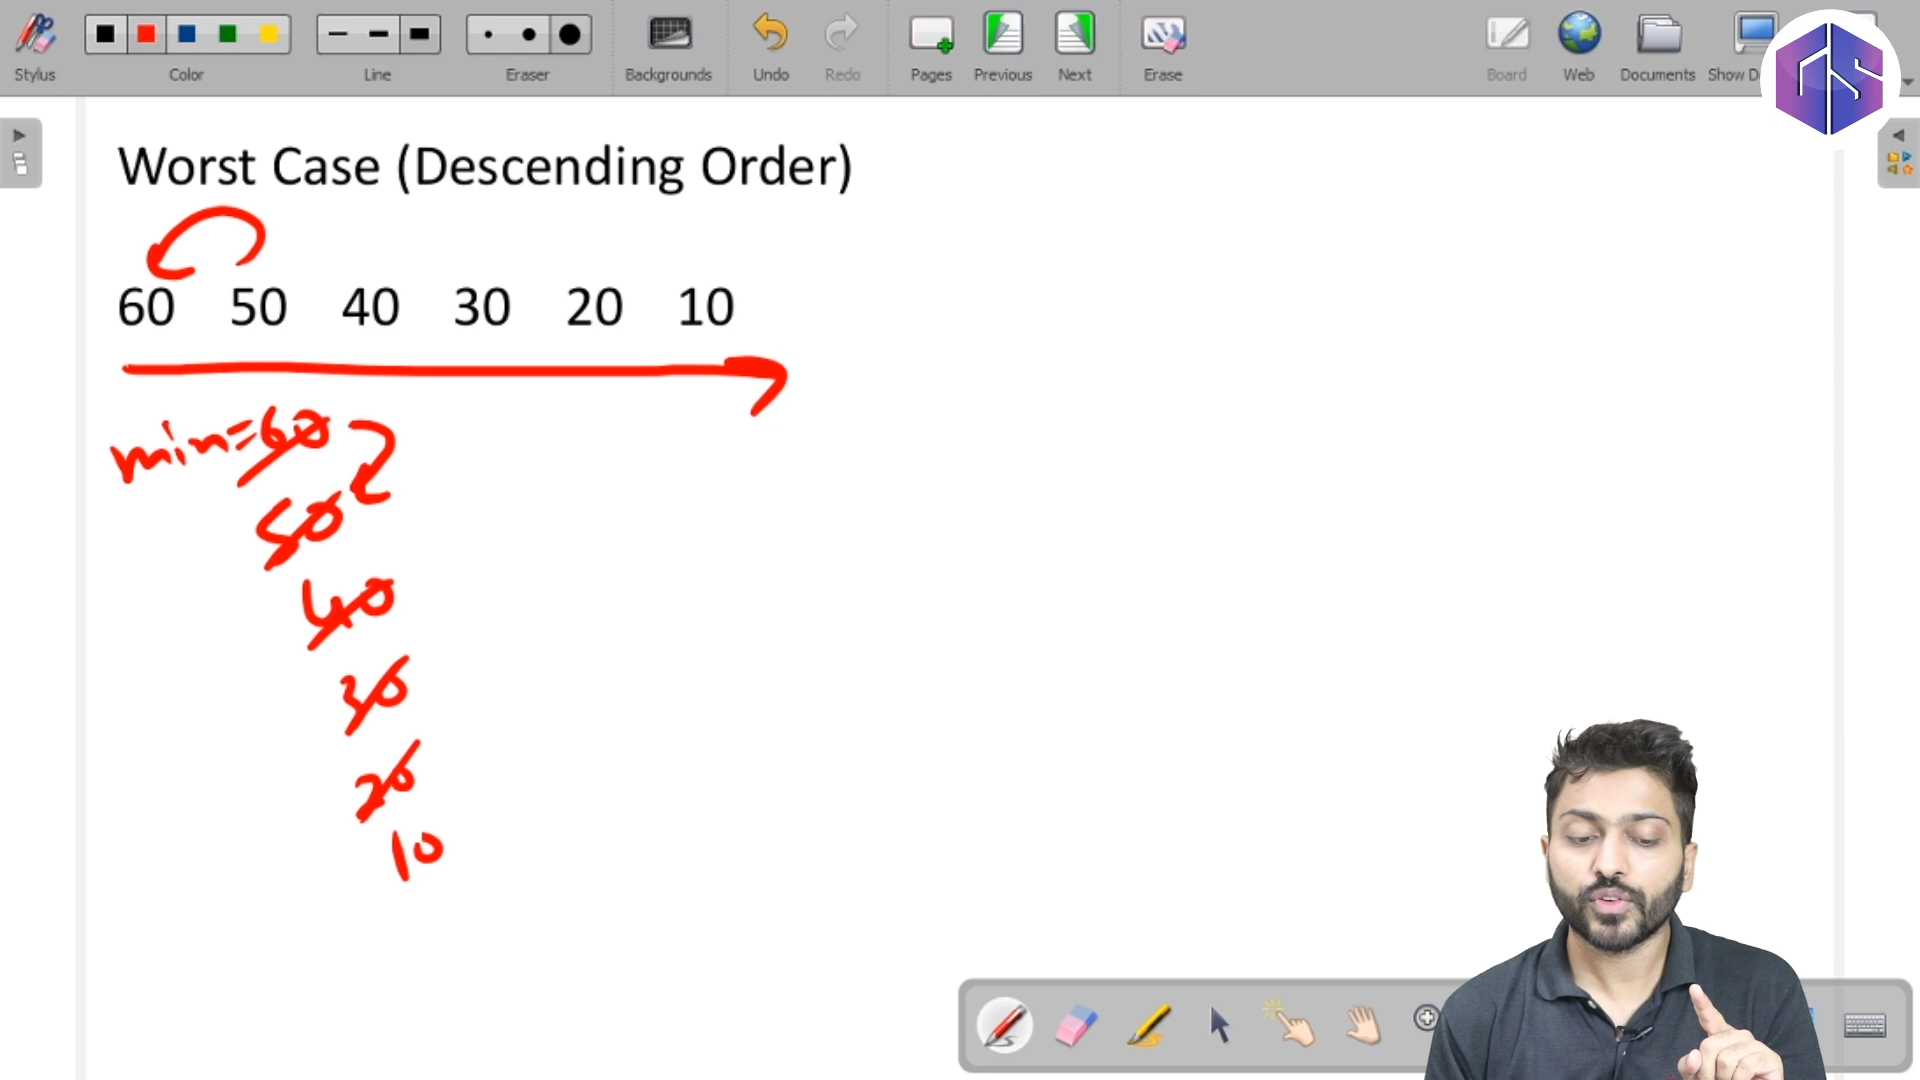 Stylus
Color
Line
Eraser
Backgrounds
Undo
Redo
Pages
Previous
Next
Erase
Board
Web
Documents
Show D
Worst Case (Descending Order)
60 50 40 30 20 10
min=60
50
40
30
20
10